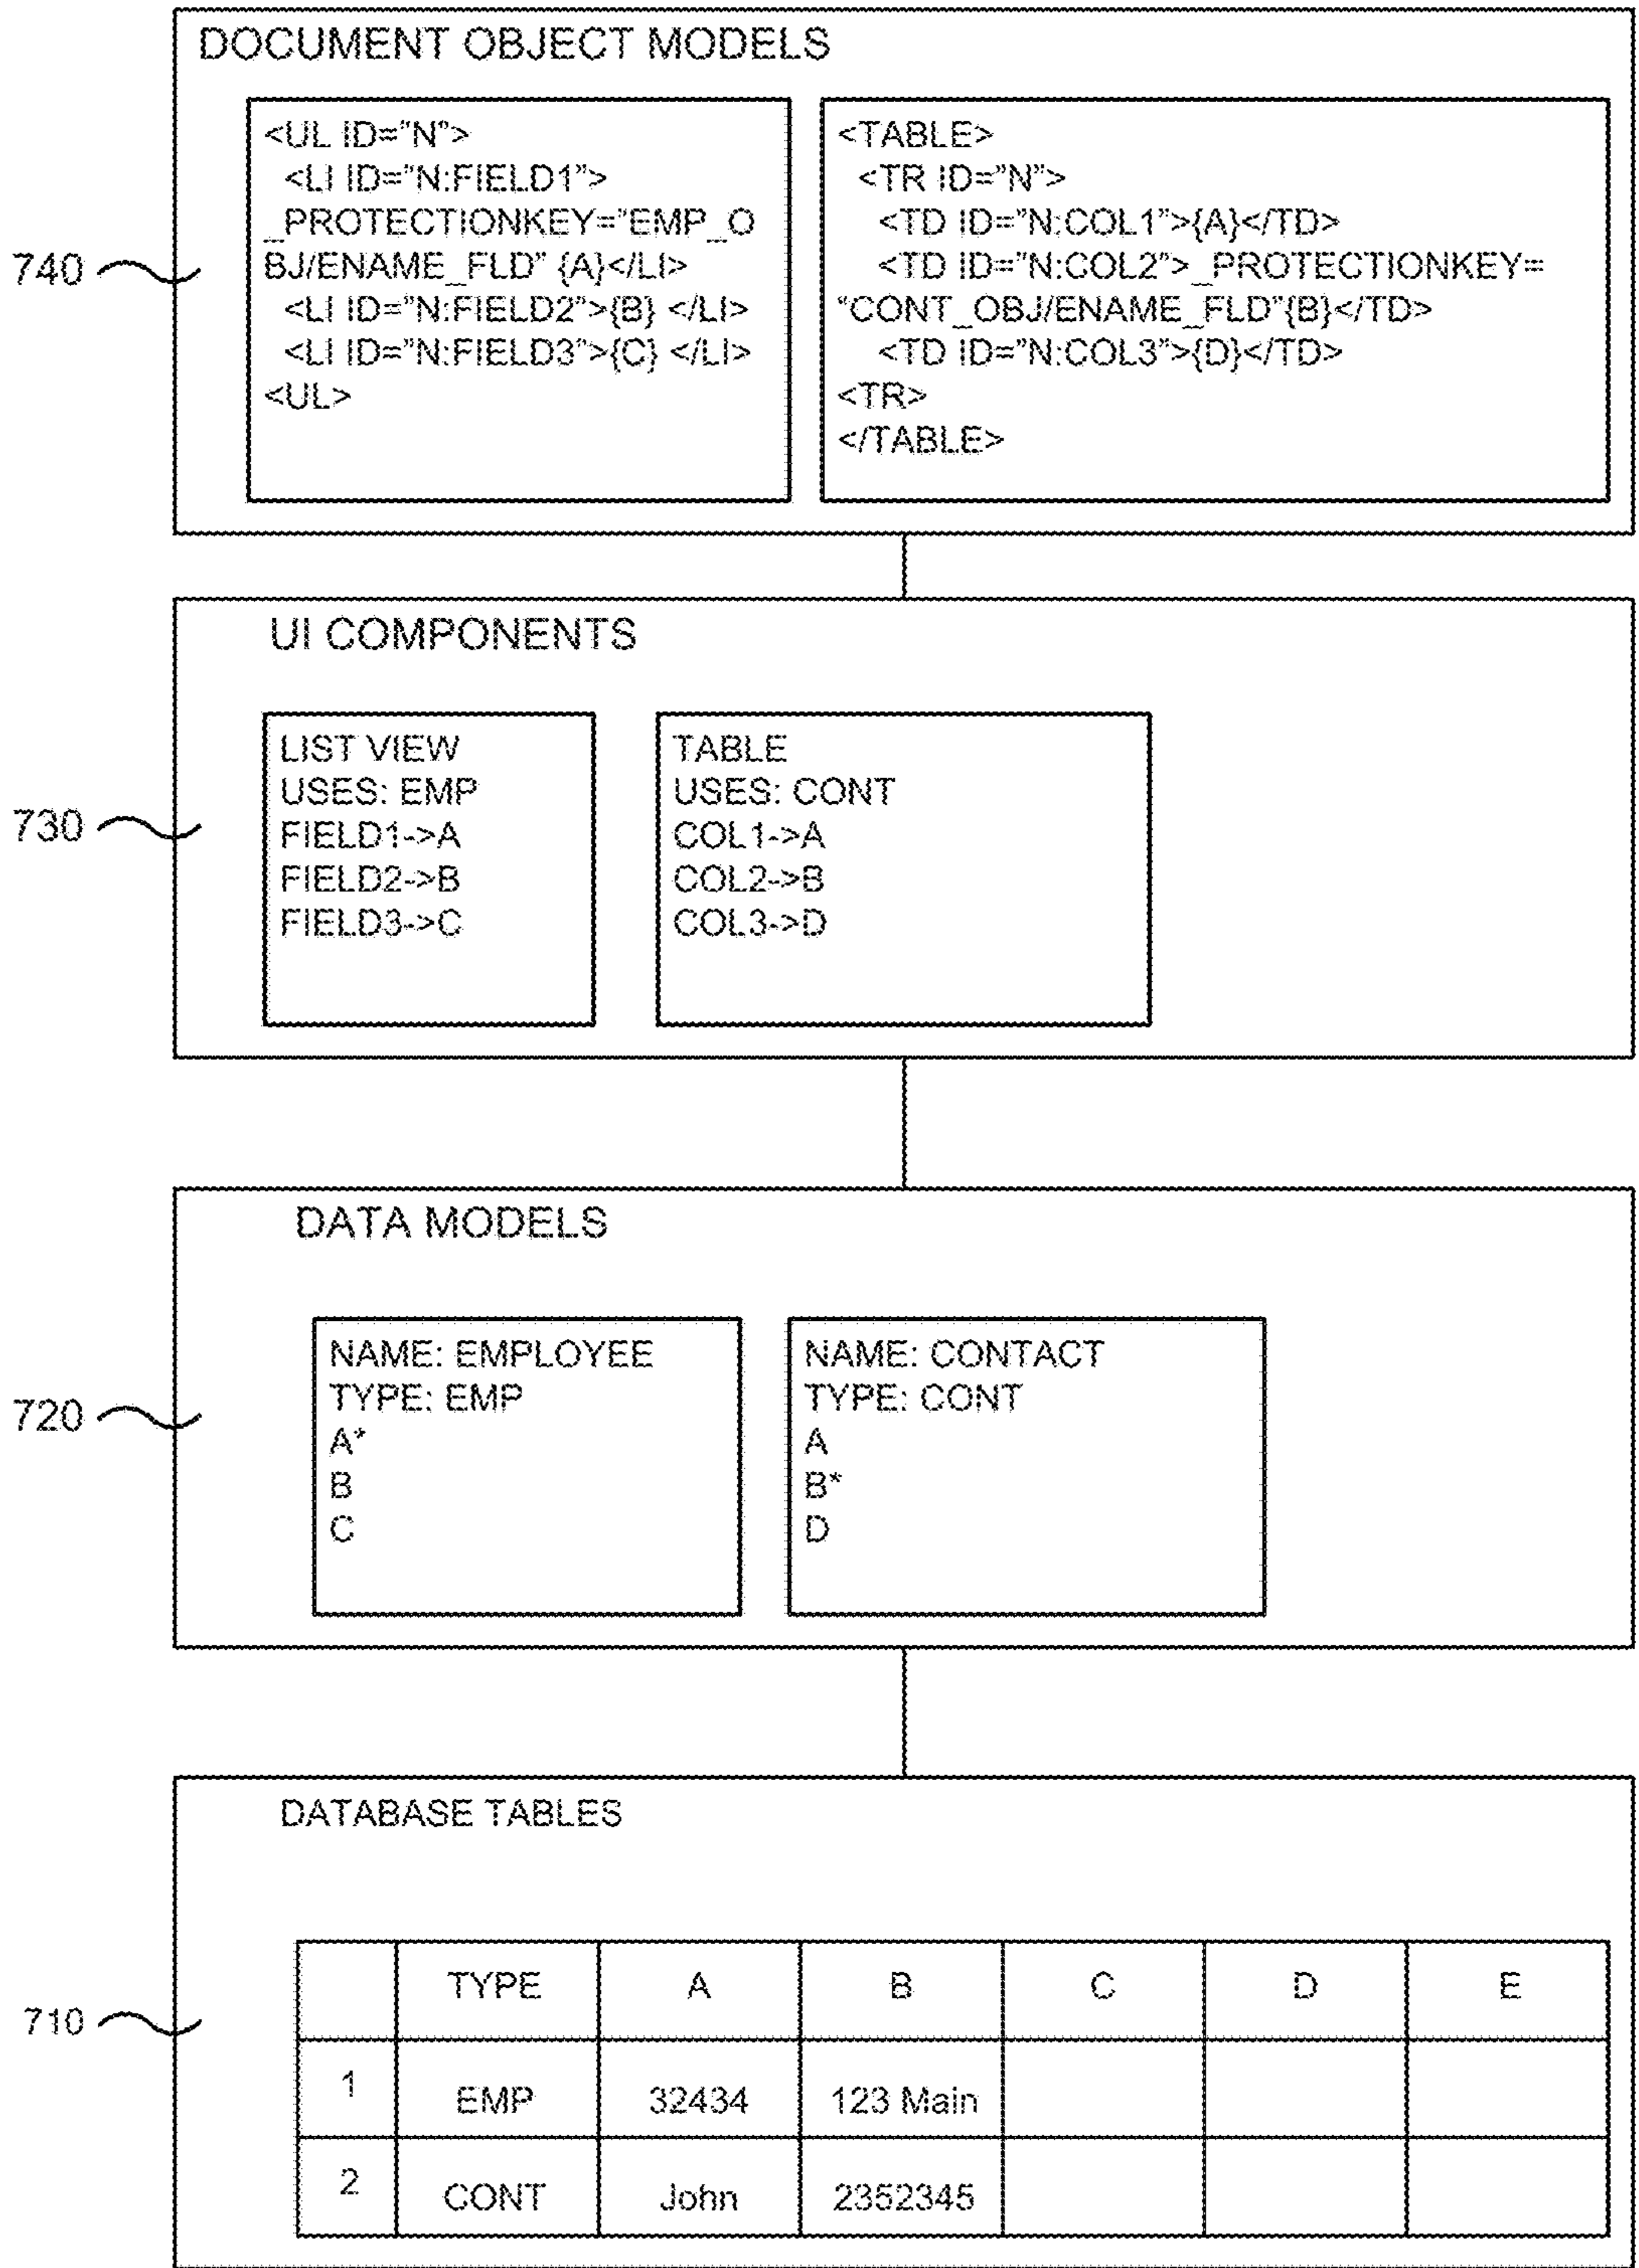 DOCUMENT OBJECT MODELS
<UL ID="N">
<LI ID="N:FIELD1">
_PROTECTIONKEY="EMP_O
BJ/ENAME_FLD" {A}</LI>
<LI ID="N:FIELD2">{B} </LI>
<LI ID="N:FIELD3">{C} </LI>
<UL>
<TABLE>
<TR ID="N">
<TD ID="N:COL1">{A}</TD>
<TD ID="N:COL2">_PROTECTIONKEY=
"CONT_OBJ/ENAME_FLD"{B}</TD>
<TD ID="N:COL3">{D}</TD>
<TR>
</TABLE>
740
UI COMPONENTS
LIST VIEW
USES: EMP
FIELD1->A
FIELD2->B
FIELD3->C
TABLE
USES: CONT
COL1->A
COL2->B
COL3->D
730
DATA MODELS
NAME: EMPLOYEE
TYPE: EMP
A*
B
C
NAME: CONTACT
TYPE: CONT
A
B*
D
720
DATABASE TABLES
TYPE A B C D E
1 EMP 32434 123 Main
2 CONT John 2352345
710